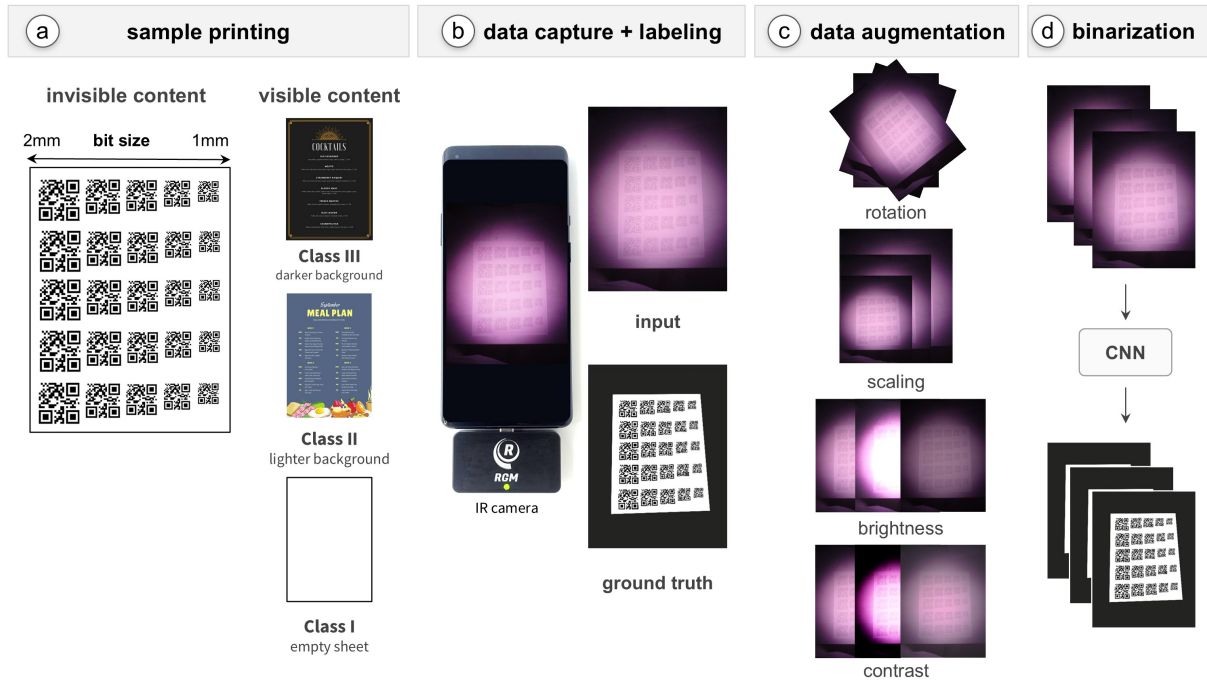 a sample printing
invisible content
2mm bit size 1mm
visible content
COCKTAILS
Class III
darker background
September
MEAL PLAN
Class II
lighter background
Class I
empty sheet
b data capture + labeling
R
RGM
IR camera
input
ground truth
c data augmentation
rotation
scaling
brightness
contrast
d binarization
CNN